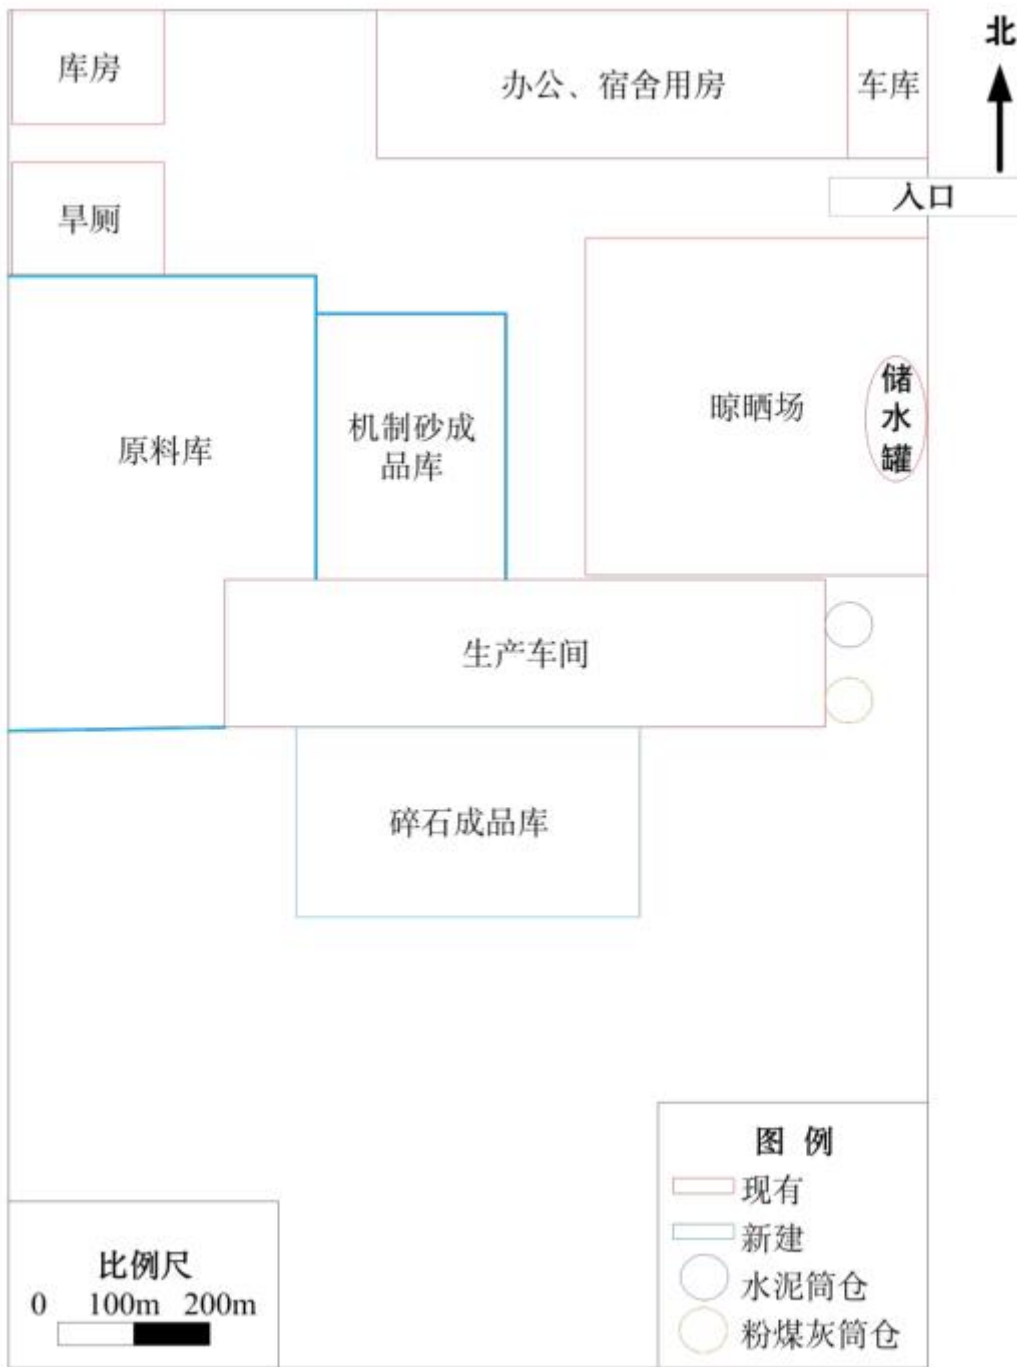 北
库房
办公、宿舍用房
车库
入口
旱厕
储
水
罐
晾晒场
机制砂成
品库
原料库
生产车间
碎石成品库
图 例
现有
新建
水泥筒仓
粉煤灰筒仓
比例尺
0 100m 200m